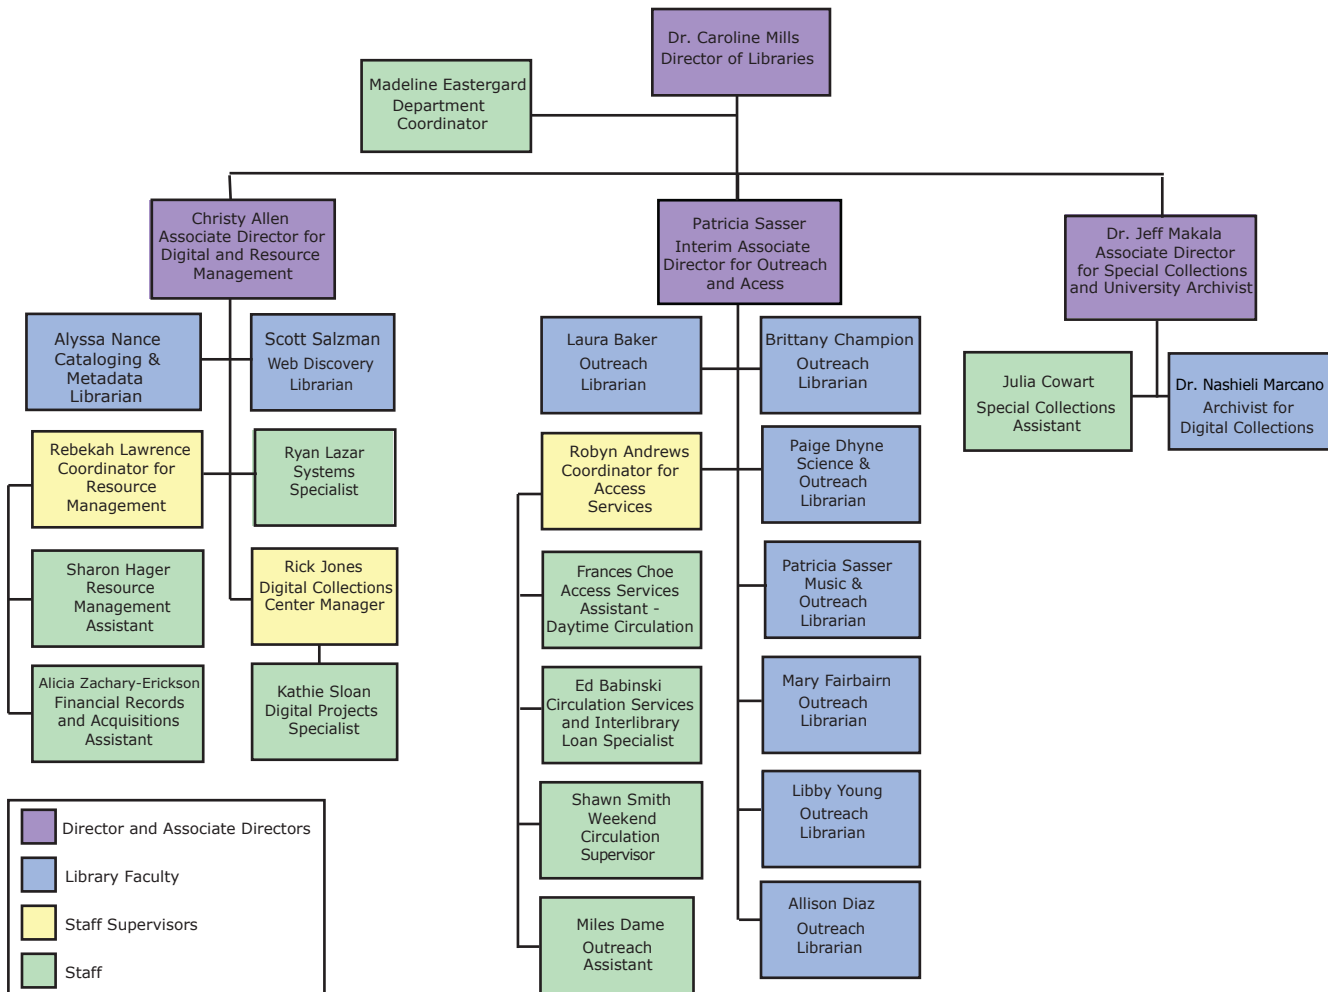 Dr. Caroline Mills
Director of Libraries
Madeline Eastergard
Department
Coordinator
Christy Allen
Associate Director for
Digital and Resource
Management
Patricia Sasser
Interim Associate
Director for Outreach
and Acess
Dr. Jeff Makala
Associate Director
for Special Collections
and University Archivist
Alyssa Nance
Cataloging &
Metadata
Librarian
Scott Salzman
Web Discovery
Librarian
Laura Baker
Outreach
Librarian
Brittany Champion
Outreach
Librarian
Julia Cowart
Special Collections
Assistant
Dr. Nashieli Marcano
Archivist for
Digital Collections
Rebekah Lawrence
Coordinator for
Resource
Management
Ryan Lazar
Systems
Specialist
Robyn Andrews
Coordinator for
Access
Services
Paige Dhyne
Science &
Outreach
Librarian
Sharon Hager
Resource
Management
Assistant
Rick Jones
Digital Collections
Center Manager
Frances Choe
Access Services
Assistant -
Daytime Circulation
Patricia Sasser
Music &
Outreach
Librarian
Alicia Zachary-Erickson
Financial Records
and Acquisitions
Assistant
Kathie Sloan
Digital Projects
Specialist
Ed Babinski
Circulation Services
and Interlibrary
Loan Specialist
Mary Fairbairn
Outreach
Librarian
Shawn Smith
Weekend
Circulation
Supervisor
Libby Young
Outreach
Librarian
Miles Dame
Outreach
Assistant
Allison Diaz
Outreach
Librarian
Director and Associate Directors
Library Faculty
Staff Supervisors
Staff